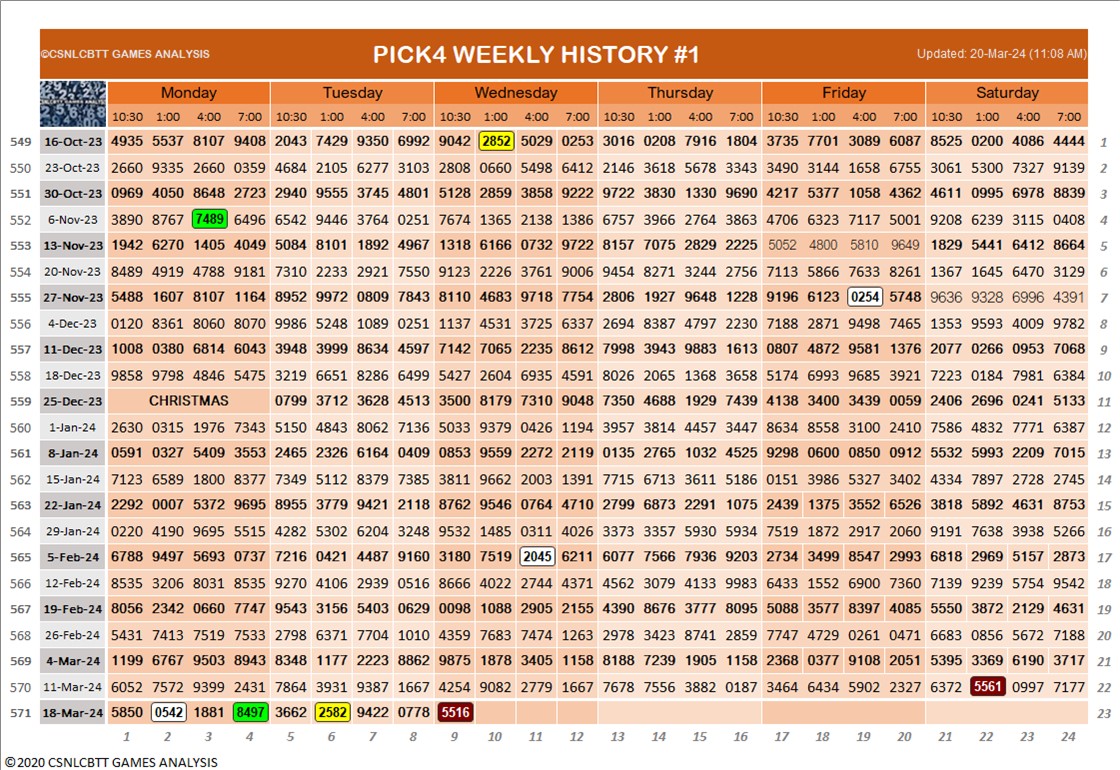 ©CSNLCBTT GAMES ANALYSIS PICK4 WEEKLY HISTORY #1 Updated: 20-Mar-24 (11:08 AM)
Monday Tuesday Wednesday Thursday Friday Saturday
10:30 1:00 4:00 7:00 10:30 1:00 4:00 7:00 10:30 1:00 4:00 7:00 10:30 1:00 4:00 7:00 10:30 1:00 4:00 7:00 10:30 1:00 4:00 7:00
549 16-Oct-23 4935 5537 8107 9408 2043 7429 9350 6992 9042 2852 5029 0253 3016 0208 7916 1804 3735 7701 3089 6087 8525 0200 4086 4444 1
550 23-Oct-23 2660 9335 2660 0359 4684 2105 6277 3103 2808 0660 5498 6412 2146 3618 5678 3343 3490 3144 1658 6755 3061 5300 7327 9139 2
551 30-Oct-23 0969 4050 8648 2723 2940 9555 3745 4801 5128 2859 3858 9222 9722 3830 1330 9690 4217 5377 1058 4362 4611 0995 6978 8839 3
552 6-Nov-23 3890 8767 7489 6496 6542 9446 3764 0251 7674 1365 2138 1386 6757 3966 2764 3863 4706 6323 7117 5001 9208 6239 3115 0408 4
553 13-Nov-23 1942 6270 1405 4049 5084 8101 1892 4967 1318 6166 0732 9722 8157 7075 2829 2225 5052 4800 5810 9649 1829 5441 6412 8664 5
554 20-Nov-23 8489 4919 4788 9181 7310 2233 2921 7550 9123 2226 3761 9006 9454 8271 3244 2756 7113 5866 7633 8261 1367 1645 6470 3129 6
555 27-Nov-23 5488 1607 8107 1164 8952 9972 0809 7843 8110 4683 9718 7754 2806 1927 9648 1228 9196 6123 0254 5748 9636 9328 6996 4391 7
556 4-Dec-23 0120 8361 8060 8070 9986 5248 1089 0251 1137 4531 3725 6337 2694 8387 4797 2230 7188 2871 9498 7465 1353 9593 4009 9782 8
557 11-Dec-23 1008 0380 6814 6043 3948 3999 8634 4597 7142 7065 2235 8612 7998 3943 9883 1613 0807 4872 9581 1376 2077 0266 0953 7068 9
558 18-Dec-23 9858 9798 4846 5475 3219 6651 8286 6499 5427 2604 6935 4591 8026 2065 1368 3658 5174 6993 9685 3921 7223 0184 7981 6384 10
559 25-Dec-23 CHRISTMAS 0799 3712 3628 4513 3500 8179 7310 9048 7350 4688 1929 7439 4138 3400 3439 0059 2406 2696 0241 5133 11
560 1-Jan-24 2630 0315 1976 7343 5150 4843 8062 7136 5033 9379 0426 1194 3957 3814 4457 3447 8634 8558 3100 2410 7586 4832 7771 6387 12
561 8-Jan-24 0591 0327 5409 3553 2465 2326 6164 0409 0853 9559 2272 2119 0135 2765 1032 4525 9298 0600 0850 0912 5532 5993 2209 7015 13
562 15-Jan-24 7123 6589 1800 8377 7349 5112 8379 7385 3811 9662 2003 1391 7715 6713 3611 5186 0151 3986 5327 3402 4334 7897 2728 2745 14
563 22-Jan-24 2292 0007 5372 9695 8955 3779 9421 2118 8762 9546 0764 4710 2799 6873 2291 1075 2439 1375 3552 6526 3818 5892 4631 8753 15
564 29-Jan-24 0220 4190 9695 5515 4282 5302 6204 3248 9532 1485 0311 4026 3373 3357 5930 5934 7519 1872 2917 2060 9191 7638 3938 5266 16
565 5-Feb-24 6788 9497 5693 0737 7216 0421 4487 9160 3180 7519 2045 6211 6077 7566 7936 9203 2734 3499 8547 2993 6818 2969 5157 2873 17
566 12-Feb-24 8535 3206 8031 8535 9270 4106 2939 0516 8666 4022 2744 4371 4562 3079 4133 9983 6433 1552 6900 7360 7139 9239 5754 9542 18
567 19-Feb-24 8056 2342 0660 7747 9543 3156 5403 0629 0098 1088 2905 2155 4390 8676 3777 8095 5088 3577 8397 4085 5550 3872 2129 4631 19
568 26-Feb-24 5431 7413 7519 7533 2798 6371 7704 1010 4359 7683 7474 1263 2978 3423 8741 2859 7747 4729 0261 0471 6683 0856 5672 7188 20
569 4-Mar-24 1199 6767 9503 8943 8348 1177 2223 8862 9875 1878 3405 1158 8188 7239 1905 1158 2368 0377 9108 2051 5395 3369 6190 3717 21
570 11-Mar-24 6052 7572 9399 2431 7864 3931 9387 1667 4254 9082 2779 1667 7678 7556 3882 0187 3464 6434 5902 2327 6372 5561 0997 7177 22
571 18-Mar-24 5850 0542 1881 8497 3662 2582 9422 0778 5516 23
1 2 3 4 5 6 7 8 9 10 11 12 13 14 15 16 17 18 19 20 21 22 23 24
©2020 CSNLCBTT GAMES ANALYSIS